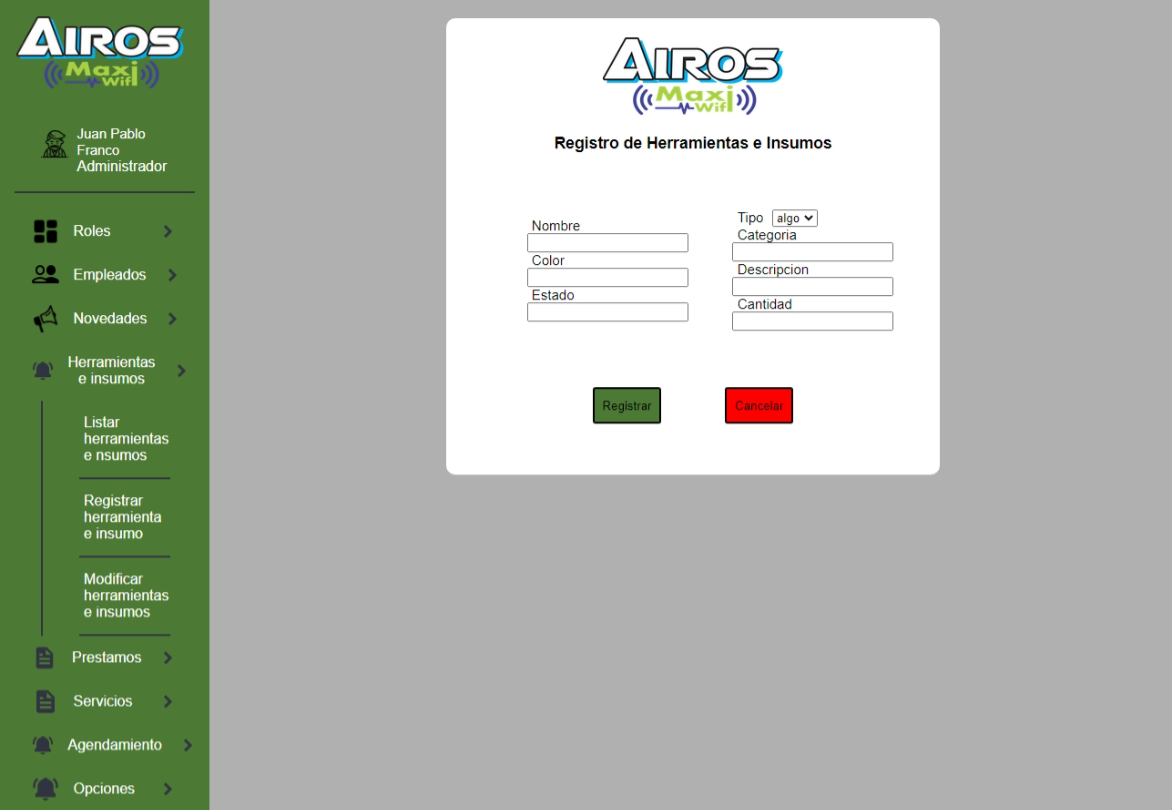 AIROS
Maxi
Wifi
Juan Pablo
Franco
Administrador
Roles
Empleados
Novedades
Herramientas
e insumos
Listar
herramientas
e nsumos
Registrar
herramienta
e insumo
Modificar
herramientas
e insumos
Prestamos
Servicios
Agendamiento
Opciones
AIROS
Maxi
Wifi
Registro de Herramientas e Insumos
Nombre
Color
Estado
Tipo algo
Categoria
Descripcion
Cantidad
Registrar
Cancelar